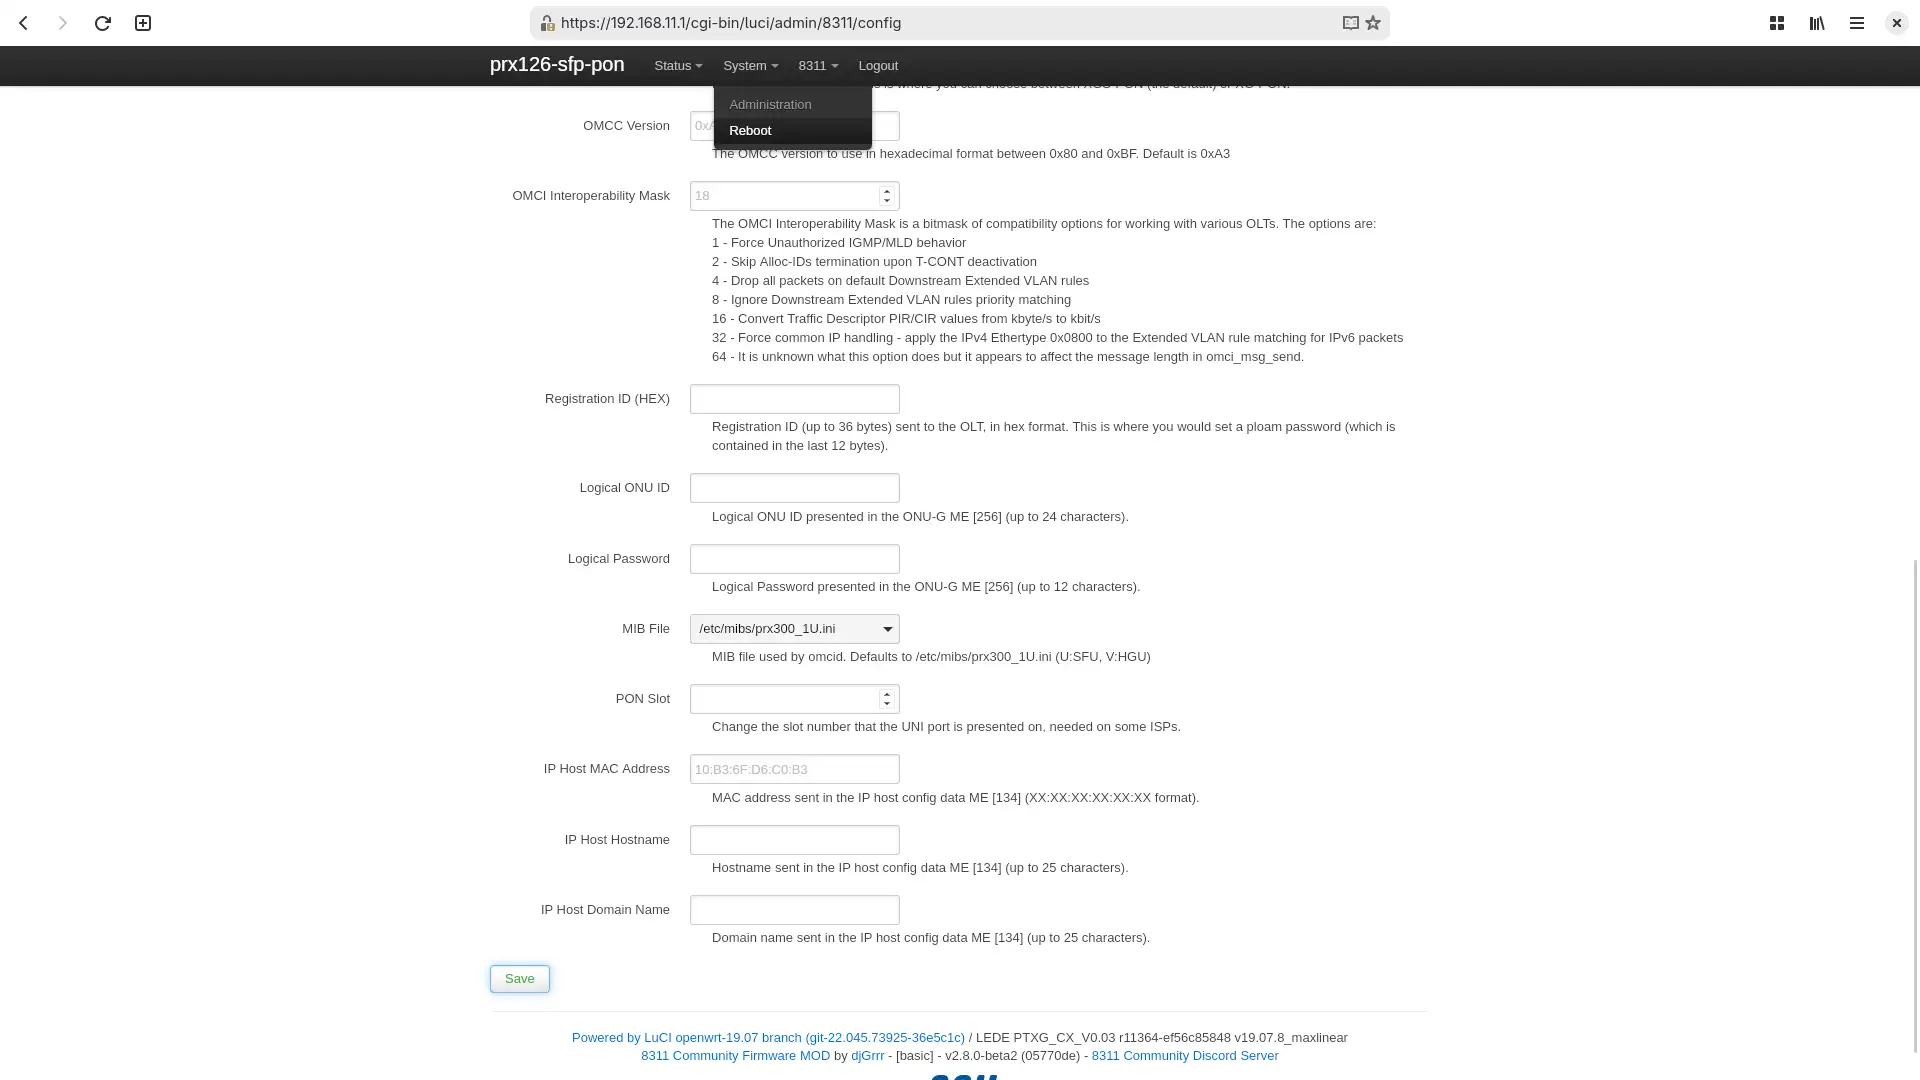 https://192.168.11.1/cgi-bin/luci/admin/8311/config
prx126-sfp-pon Status System 8311 Logout
Administration
Reboot
OMCC Version
The OMCC version to use in hexadecimal format between 0x80 and 0xBF. Default is 0xA3
OMCI Interoperability Mask 18
The OMCI Interoperability Mask is a bitmask of compatibility options for working with various OLTs. The options are:
1 - Force Unauthorized IGMP/MLD behavior
2 - Skip Alloc-IDs termination upon T-CONT deactivation
4 - Drop all packets on default Downstream Extended VLAN rules
8 - Ignore Downstream Extended VLAN rules priority matching
16 - Convert Traffic Descriptor PIR/CIR values from kbyte/s to kbit/s
32 - Force common IP handling - apply the IPv4 Ethertype 0x0800 to the Extended VLAN rule matching for IPv6 packets
64 - It is unknown what this option does but it appears to affect the message length in omci_msg_send.
Registration ID (HEX)
Registration ID (up to 36 bytes) sent to the OLT, in hex format. This is where you would set a ploam password (which is
contained in the last 12 bytes).
Logical ONU ID
Logical ONU ID presented in the ONU-G ME [256] (up to 24 characters).
Logical Password
Logical Password presented in the ONU-G ME [256] (up to 12 characters).
MIB File /etc/mibs/prx300_1U.ini
MIB file used by omcid. Defaults to /etc/mibs/prx300_1U.ini (U:SFU, V:HGU)
PON Slot
Change the slot number that the UNI port is presented on, needed on some ISPs.
IP Host MAC Address 10:B3:6F:D6:C0:B3
MAC address sent in the IP host config data ME [134] (XX:XX:XX:XX:XX:XX format).
IP Host Hostname
Hostname sent in the IP host config data ME [134] (up to 25 characters).
IP Host Domain Name
Domain name sent in the IP host config data ME [134] (up to 25 characters).
Save
Powered by LuCI openwrt-19.07 branch (git-22.045.73925-36e5c1c) / LEDE PTXG_CX_V0.03 r11364-ef56c85848 v19.07.8_maxlinear
8311 Community Firmware MOD by djGrrr - [basic] - v2.8.0-beta2 (05770de) - 8311 Community Discord Server